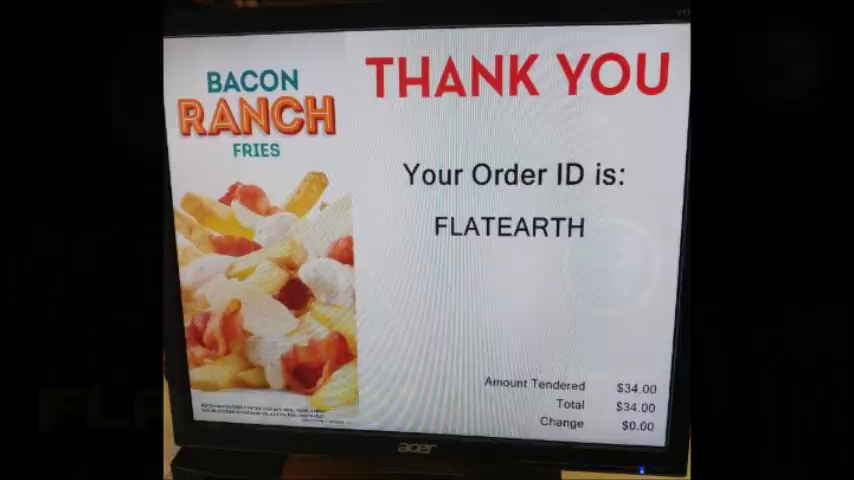 BACON
RANCH
FRIES
THANK YOU
Your Order ID is:
FLATEARTH
Amount Tendered $34.00
Total $34.00
Change $0.00
acer